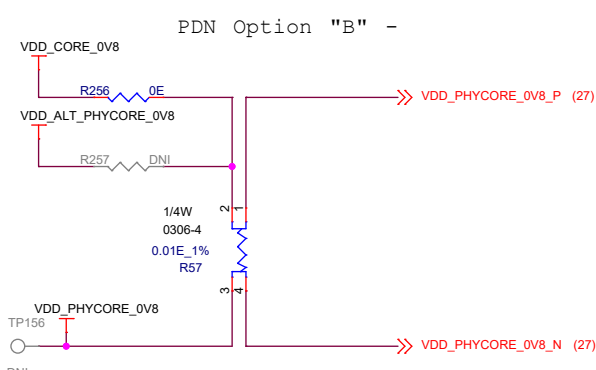 PDN Option "B" -
VDD_CORE_0V8
R256 0E
VDD_PHYCORE_0V8_P (27)
VDD_ALT_PHYCORE_0V8
R257 DNI
1/4W
2 1
0306-4
0.01E_1%
R57
3 4
VDD_PHYCORE_0V8
TP156
VDD_PHYCORE_0V8_N (27)
DNI